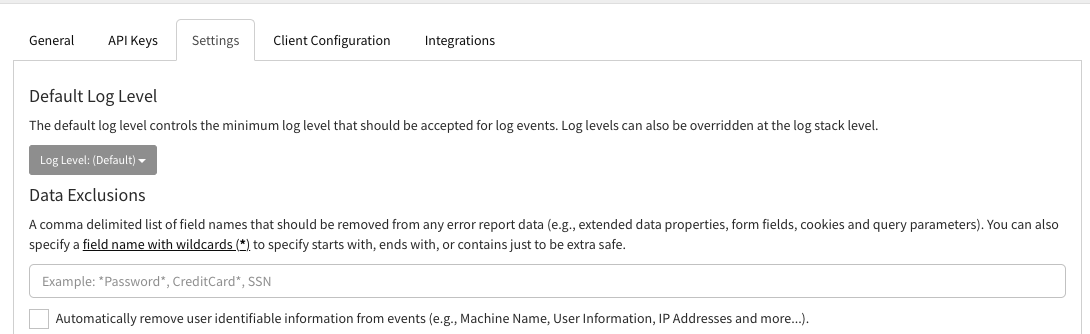 General API Keys Settings Client Configuration Integrations
Default Log Level
The default log level controls the minimum log level that should be accepted for log events. Log levels can also be overridden at the log stack level.
Log Level: (Default)
Data Exclusions
A comma delimited list of field names that should be removed from any error report data (e.g., extended data properties, form fields, cookies and query parameters). You can also
specify a field name with wildcards (*) to specify starts with, ends with, or contains just to be extra safe.
Example: *Password*, CreditCard*, SSN
Automatically remove user identifiable information from events (e.g., Machine Name, User Information, IP Addresses and more...).